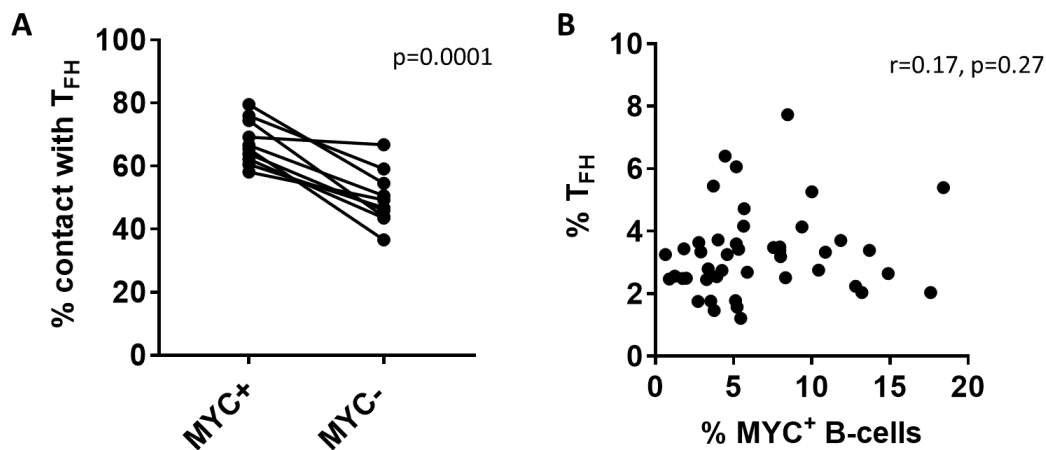 A
% contact with TFH
100
80
60
40
20
0
p=0.0001
MYC+
MYC-
B
% TFH
10
8
6
4
2
0
r=0.17, p=0.27
0 5 10 15 20
% MYC+ B-cells